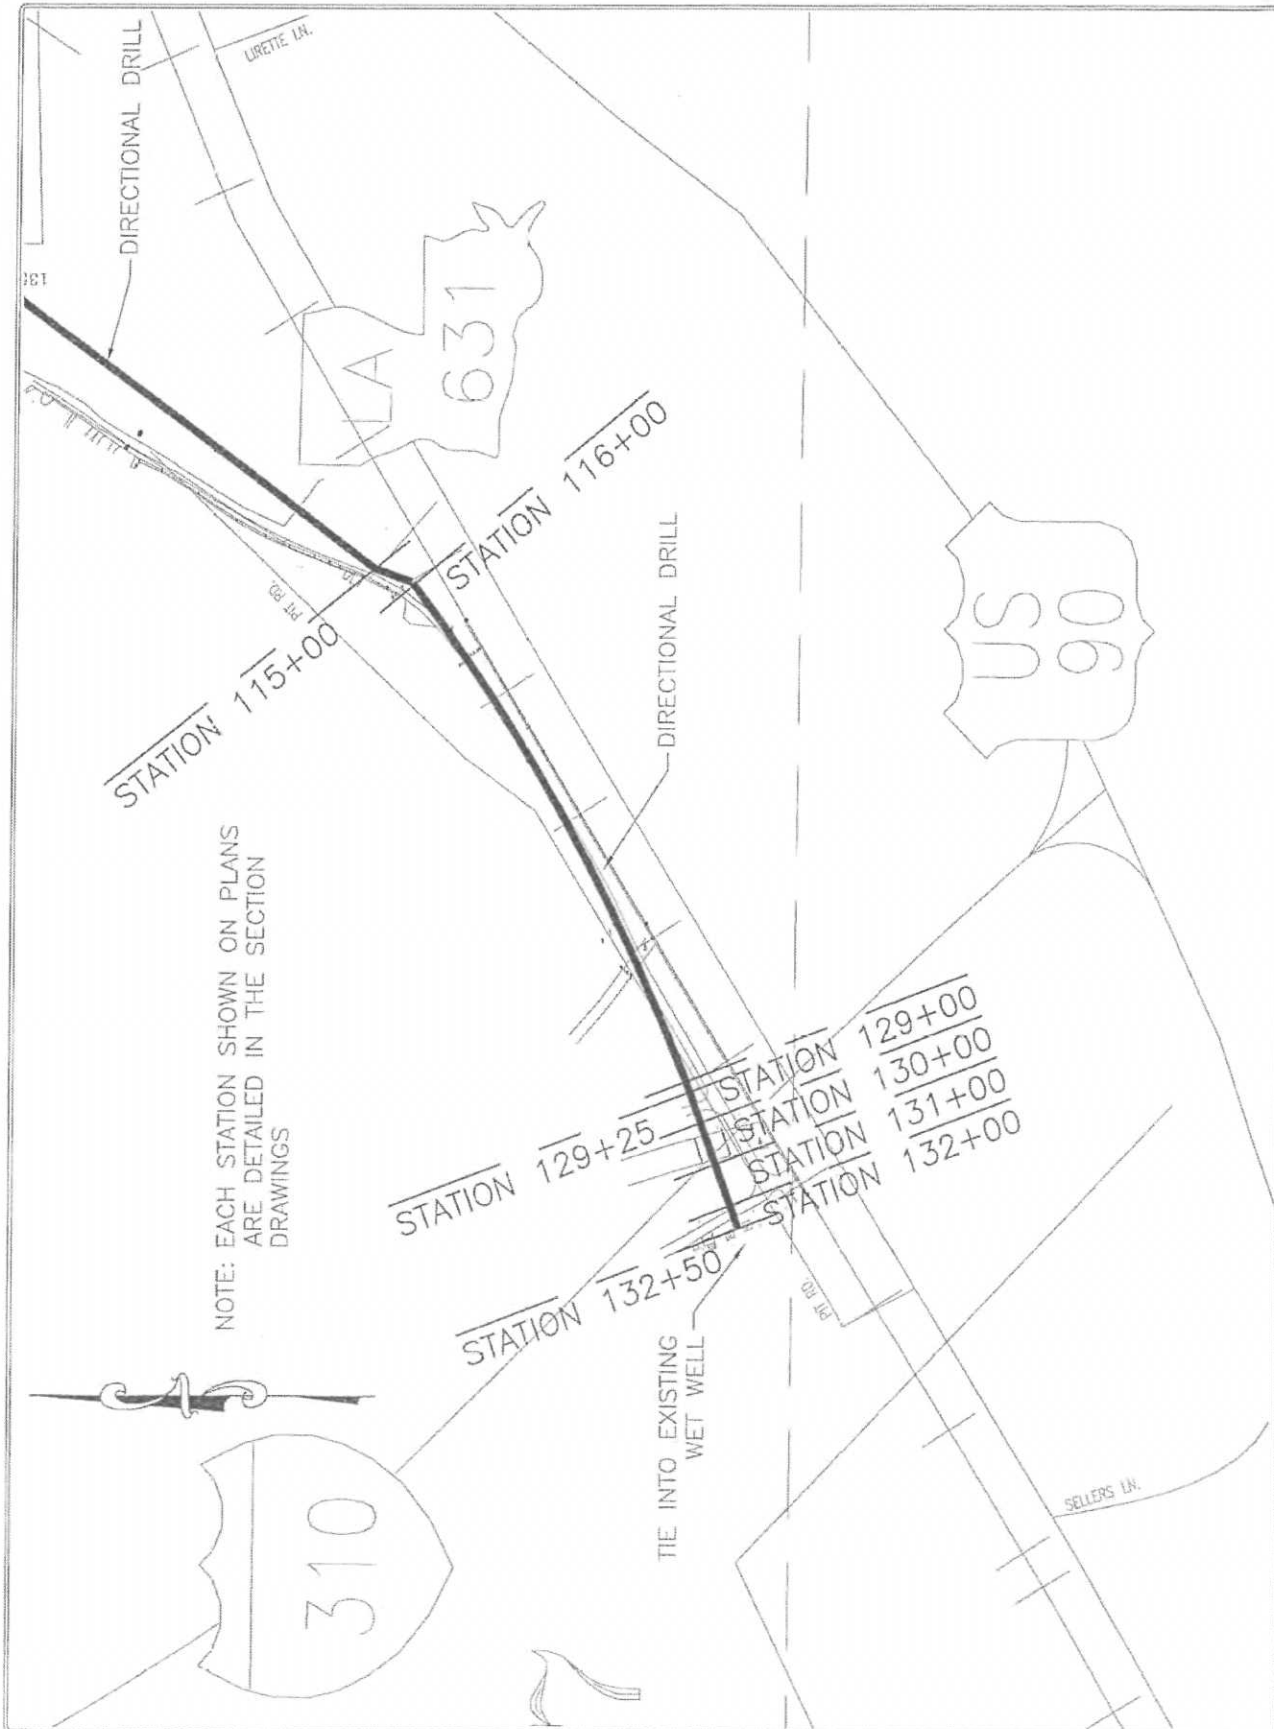 NOTE: EACH STATION SHOWN ON PLANS
ARE DETAILED IN THE SECTION
DRAWINGS
310
DIRECTIONAL DRILL
LIRETTE LN.
LA
631
STATION 115+00
STATION 116+00
PIT RD.
DIRECTIONAL DRILL
US
90
STATION 129+00
STATION 129+25
STATION 130+00
STATION 131+00
STATION 132+00
STATION 132+50
TIE INTO EXISTING
WET WELL
PIT RD.
SELLERS LN.